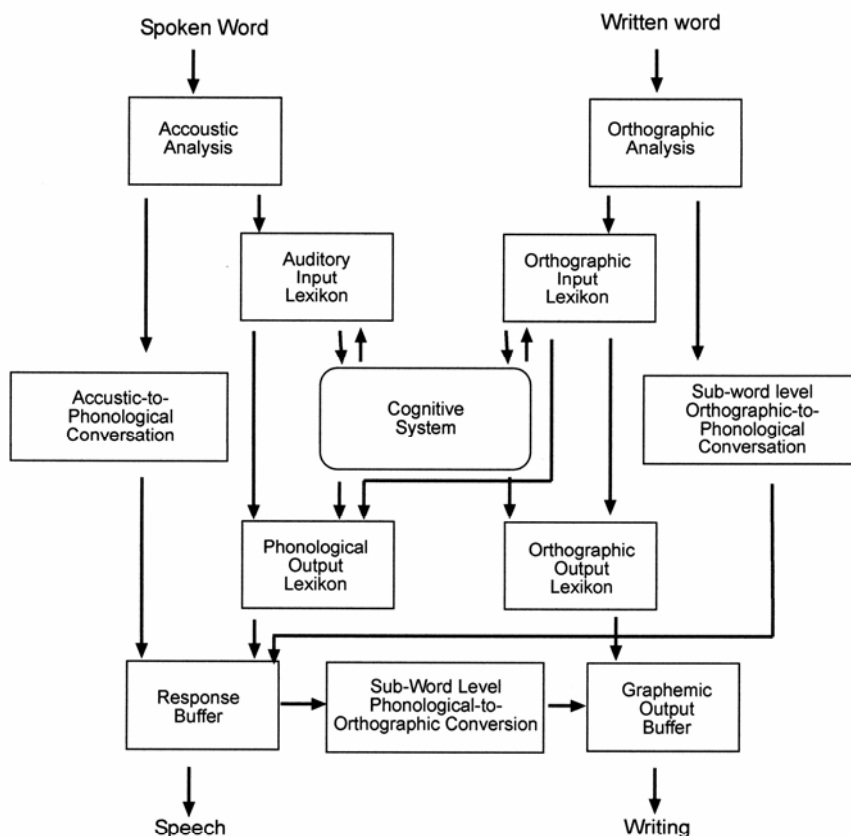 Spoken Word
Written word
Accoustic
Analysis
Orthographic
Analysis
Auditory
Input
Lexikon
Orthographic
Input
Lexikon
Accustic-to-
Phonological
Conversation
Cognitive
System
Sub-word level
Orthographic-to-
Phonological
Conversation
Phonological
Output
Lexikon
Orthographic
Output
Lexikon
Response
Buffer
Sub-Word Level
Phonological-to-
Orthographic Conversion
Graphemic
Output
Buffer
Speech
Writing